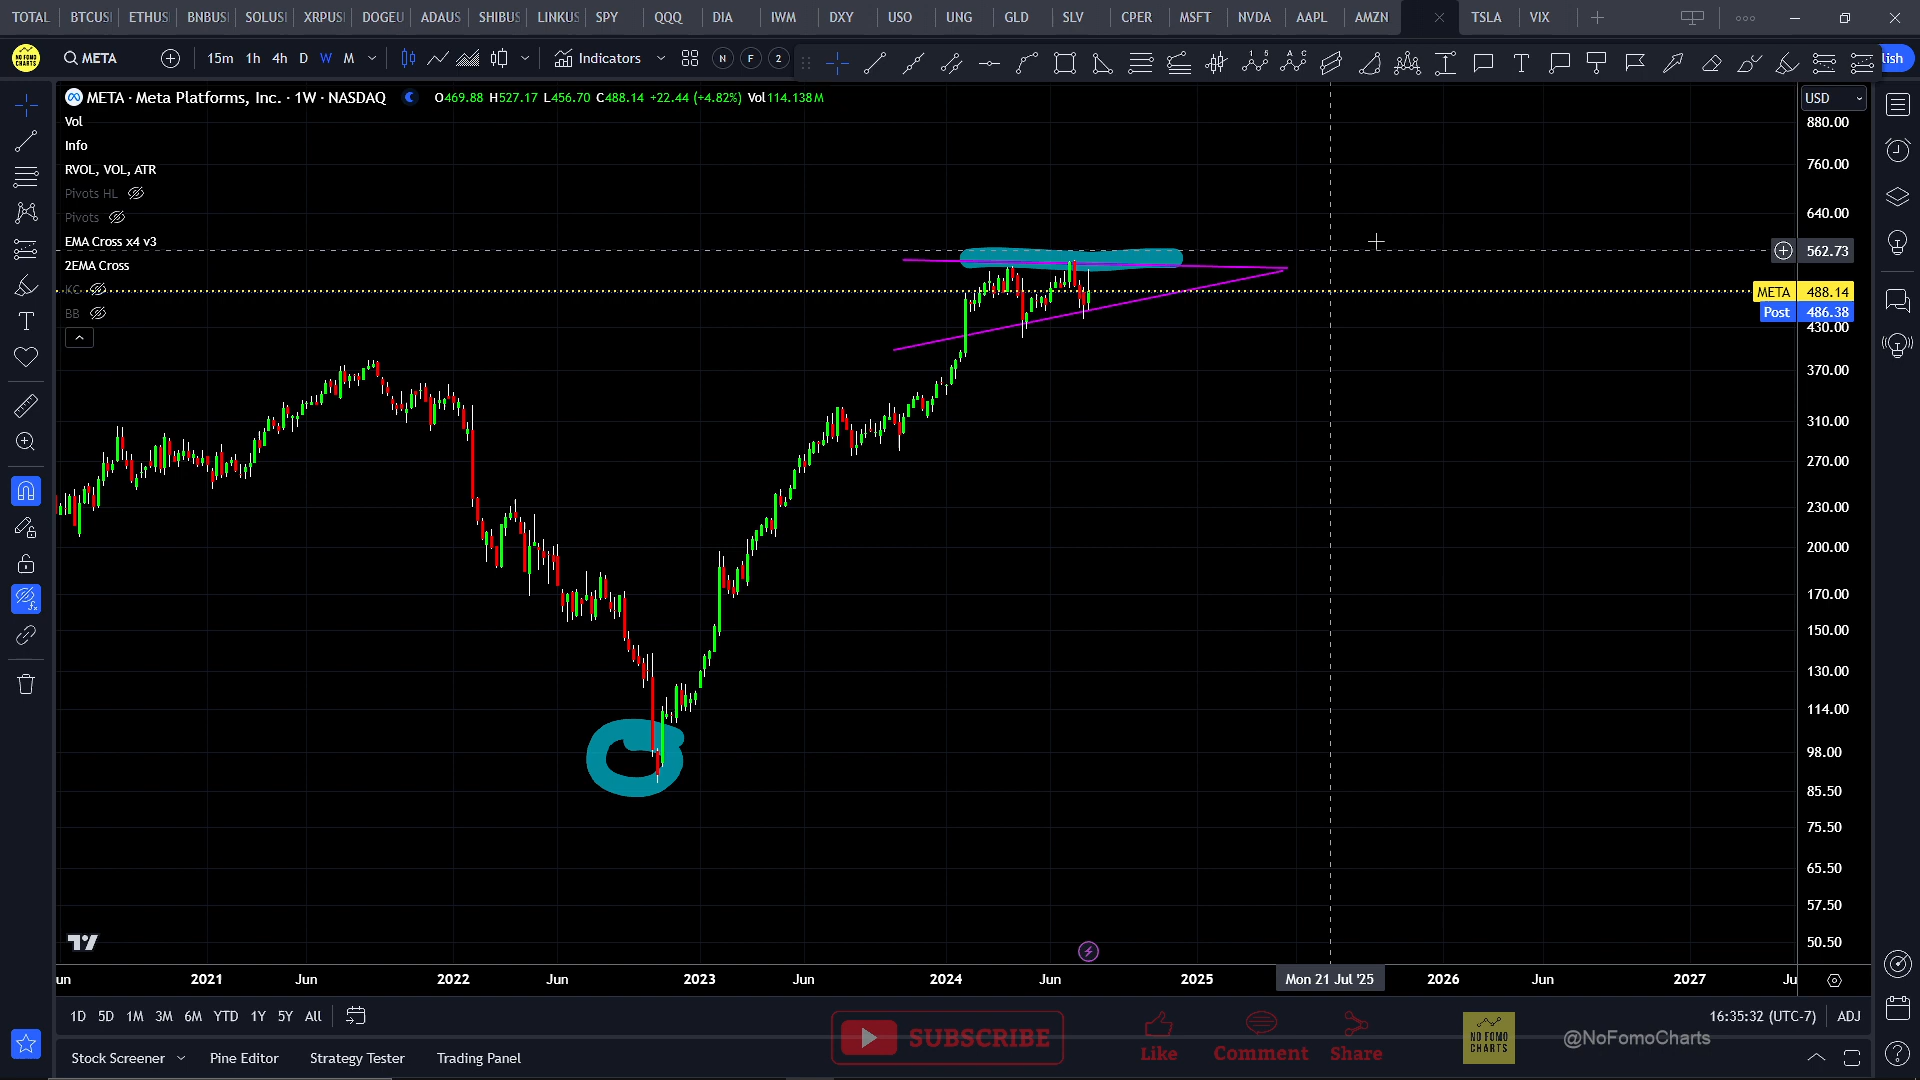 TOTAL BTCUS ETHUS BNBUS SOLUS XRPUS DOGEU ADAUS SHIBUS LINKUS SPY QQQ DIA IWM DXY USO UNG GLD SLV CPER MSFT NVDA AAPL AMZN TSLA VIX
META 15m 1h 4h D W M Indicators N F 2 lish
META · Meta Platforms, Inc. · 1W · NASDAQ O469.88 H527.17 L456.70 C488.14 +22.44 (+4.82%) Vol114.138M USD
Vol
Info
RVOL, VOL, ATR
Pivots HL
Pivots
EMA Cross x4 v3
2EMA Cross
KC
BB
880.00
760.00
640.00
562.73
META 488.14
Post 486.38
430.00
370.00
310.00
270.00
230.00
200.00
170.00
150.00
130.00
114.00
98.00
85.50
75.50
65.50
57.50
50.50
un 2021 Jun 2022 Jun 2023 Jun 2024 Jun 2025 Mon 21 Jul '25 2026 Jun 2027 Ju
1D 5D 1M 3M 6M YTD 1Y 5Y All 16:35:32 (UTC-7) ADJ
SUBSCRIBE Like Comment Share NO FOMO CHARTS @NoFomoCharts
Stock Screener Pine Editor Strategy Tester Trading Panel